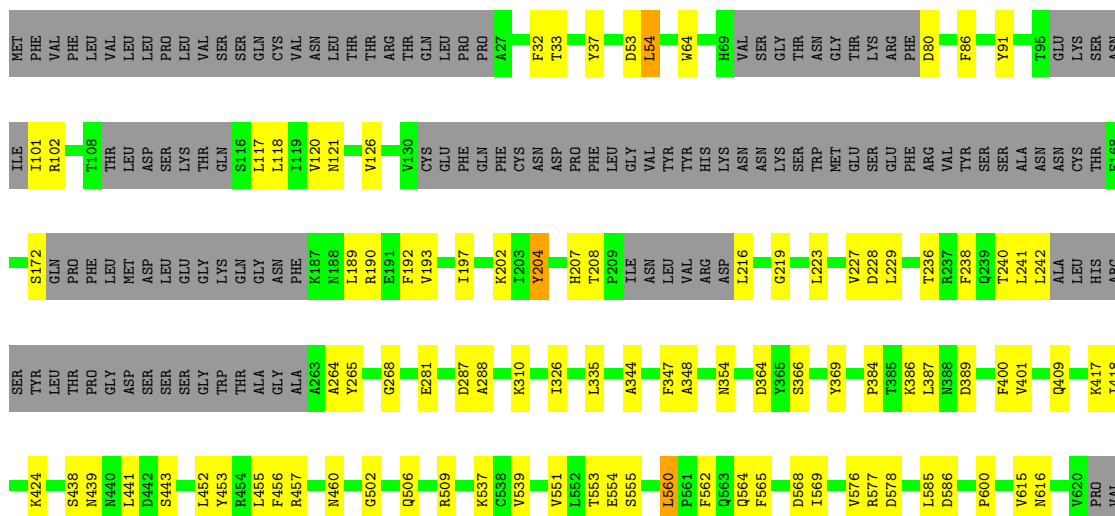 MET PHE VAL PHE LEU VAL LEU LEU PRO LEU VAL SER SER GLN CYS VAL ASN LEU THR THR ARG THR GLN LEU PRO PRO A27 F32 T33 Y37 D53 L54 W64 H69 VAL SER GLY THR ASN GLY THR LYS ARG PHE D80 F86 Y91 T95 GLU LYS SER ASN
ILE I101 R102 T108 THR LEU ASP SER LYS THR GLN S116 L117 L118 I119 V120 N121 V126 V130 CYS GLU PHE GLN PHE CYS ASN ASP PRO PHE LEU GLY VAL TYR TYR HIS LYS ASN ASN LYS SER TRP MET GLU SER GLU PHE ARG VAL TYR SER SER ALA ASN ASN CYS THR F168
S172 GLN PRO PHE LEU MET ASP LEU GLU GLY LYS GLN GLY ASN PHE K187 N188 L189 R190 E191 F192 V193 I197 K202 I203 Y204 H207 T208 P209 ILE ASN LEU VAL ARG ASP L216 G219 L223 V227 D228 L229 T236 R237 F238 Q239 T240 L241 L242 ALA LEU HIS ARG
SER TYR LEU THR PRO GLY ASP SER SER SER GLY TRP THR ALA GLY ALA A263 A264 Y265 G268 E281 D287 A288 K310 I326 L335 A344 F347 A348 N354 D364 Y365 S366 Y369 P384 T385 K386 L387 N388 D389 F400 V401 Q409 K417 I418
K424 S438 N439 N440 L441 D442 S443 L452 Y453 R454 L455 F456 R457 N460 G502 Q506 R509 K537 C538 V539 V551 L552 T553 E554 S555 L560 P561 F562 Q563 Q564 F565 D568 I569 V576 R577 D578 L585 D586 P600 V615 N616 V620 PRO VAL